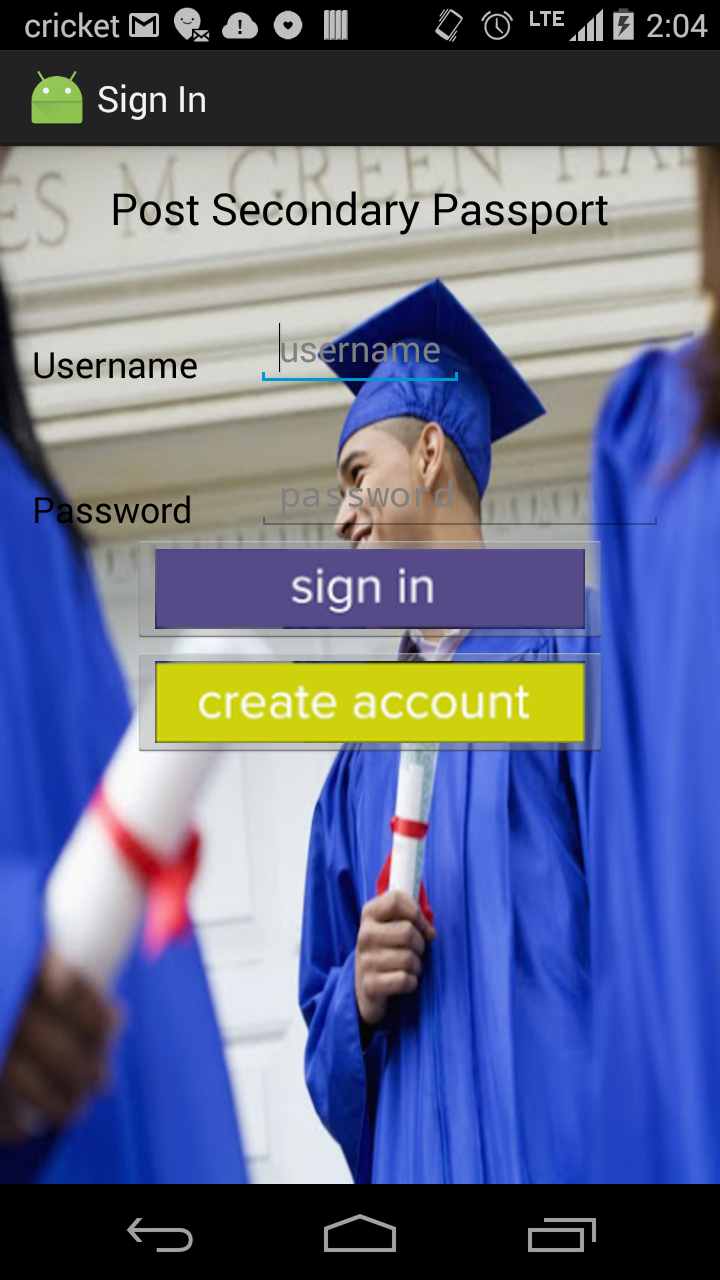 cricket LTE 2:04
Sign In
ES M GREEN HA
Post Secondary Passport
Username username
Password password
sign in
create account